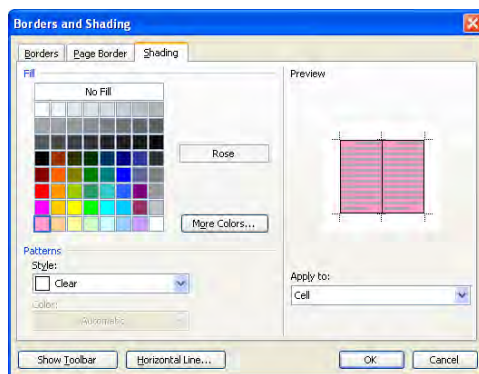 Borders and Shading
Borders
Page Border
Shading
Fill
No Fill
Rose
More Colors...
Patterns
Style:
Clear
Color:
Automatic
Preview
Apply to:
Cell
Show Toolbar
Horizontal Line...
OK
Cancel